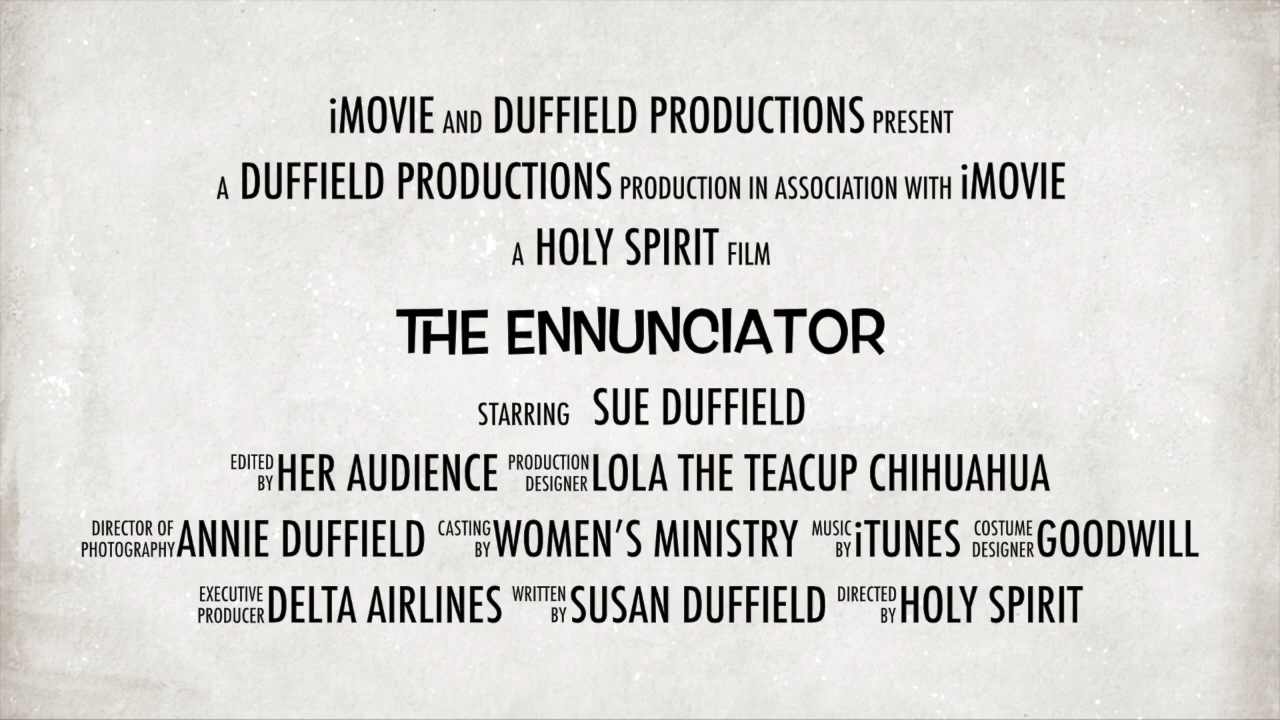 iMOVIE AND DUFFIELD PRODUCTIONS PRESENT
A DUFFIELD PRODUCTIONS PRODUCTION IN ASSOCIATION WITH iMOVIE
A HOLY SPIRIT FILM
THE ENNUNCIATOR
STARRING SUE DUFFIELD
EDITED BY HER AUDIENCE PRODUCTION DESIGNER LOLA THE TEACUP CHIHUAHUA
DIRECTOR OF PHOTOGRAPHY ANNIE DUFFIELD CASTING BY WOMEN'S MINISTRY MUSIC BY iTUNES COSTUME DESIGNER GOODWILL
EXECUTIVE PRODUCER DELTA AIRLINES WRITTEN BY SUSAN DUFFIELD DIRECTED BY HOLY SPIRIT